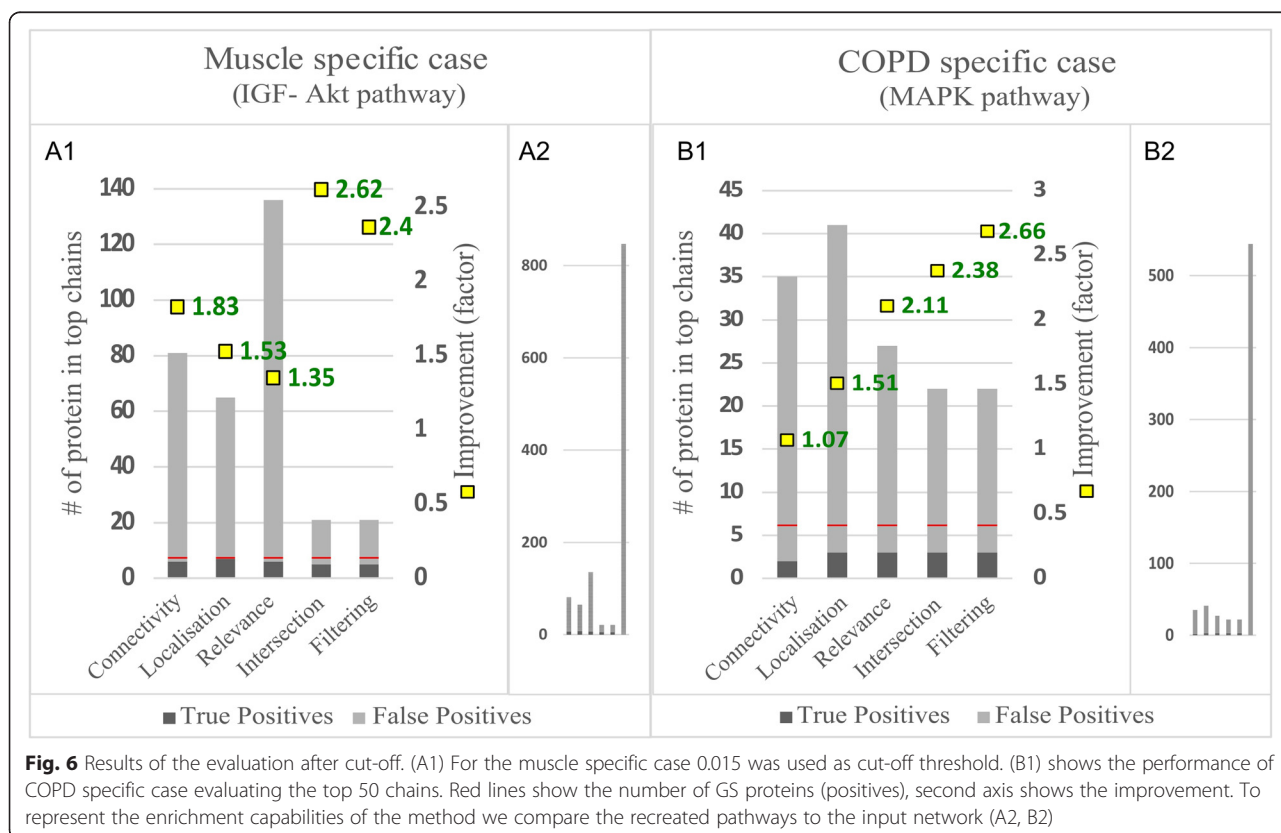 Muscle specific case
(IGF- Akt pathway)
COPD specific case
(MAPK pathway)
A1
# of protein in top chains
140
120
100
80
60
40
20
0
1.83
1.53
1.35
2.62
2.4
2.5
2
1.5
1
0.5
0
Improvement (factor)
Connectivity
Localisation
Relevance
Intersection
Filtering
A2
800
600
400
200
0
B1
# of protein in top chains
45
40
35
30
25
20
15
10
5
0
1.07
1.51
2.11
2.38
2.66
3
2.5
2
1.5
1
0.5
0
Improvement (factor)
Connectivity
Localisation
Relevance
Intersection
Filtering
B2
500
400
300
200
100
0
True Positives False Positives
True Positives False Positives
Fig. 6 Results of the evaluation after cut-off. (A1) For the muscle specific case 0.015 was used as cut-off threshold. (B1) shows the performance of
COPD specific case evaluating the top 50 chains. Red lines show the number of GS proteins (positives), second axis shows the improvement. To
represent the enrichment capabilities of the method we compare the recreated pathways to the input network (A2, B2)